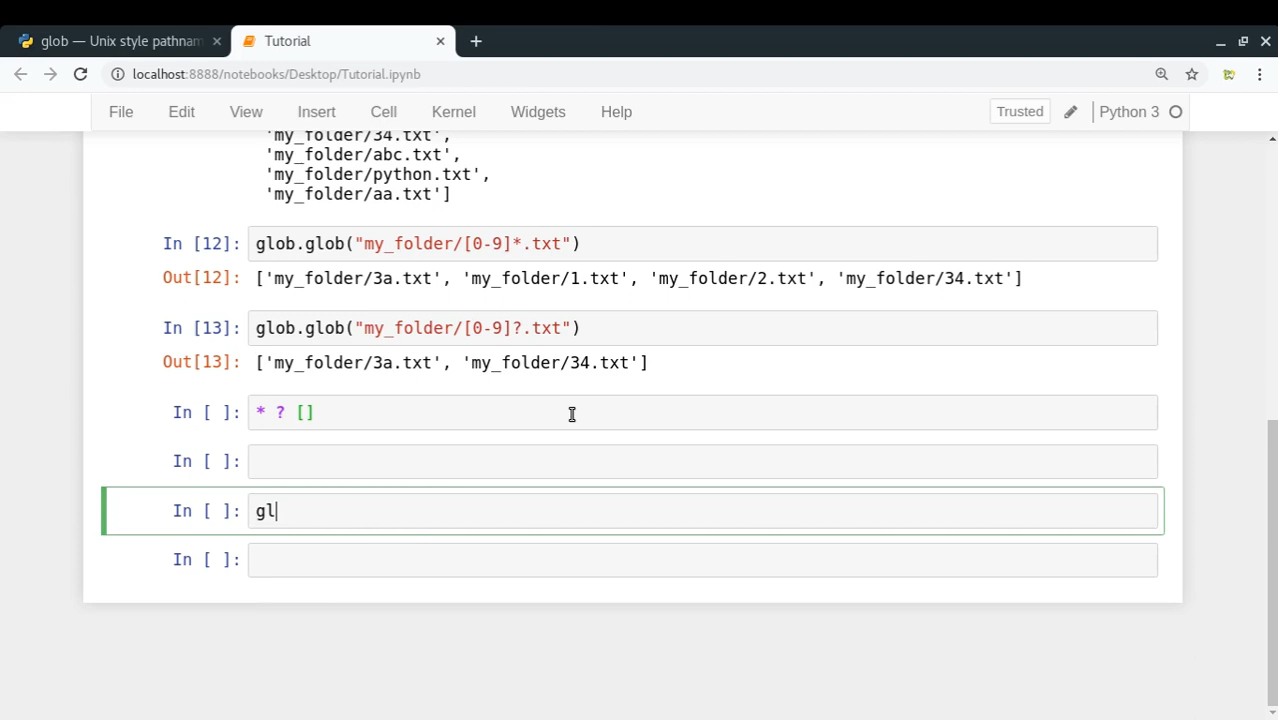 glob — Unix style pathnam
Tutorial
localhost:8888/notebooks/Desktop/Tutorial.ipynb
File Edit View Insert Cell Kernel Widgets Help Trusted Python 3
'my_folder/34.txt',
'my_folder/abc.txt',
'my_folder/python.txt',
'my_folder/aa.txt']
In [12]: glob.glob("my_folder/[0-9]*.txt")
Out[12]: ['my_folder/3a.txt', 'my_folder/1.txt', 'my_folder/2.txt', 'my_folder/34.txt']
In [13]: glob.glob("my_folder/[0-9]?.txt")
Out[13]: ['my_folder/3a.txt', 'my_folder/34.txt']
In [ ]: * ? []
In [ ]:
In [ ]: gl
In [ ]: